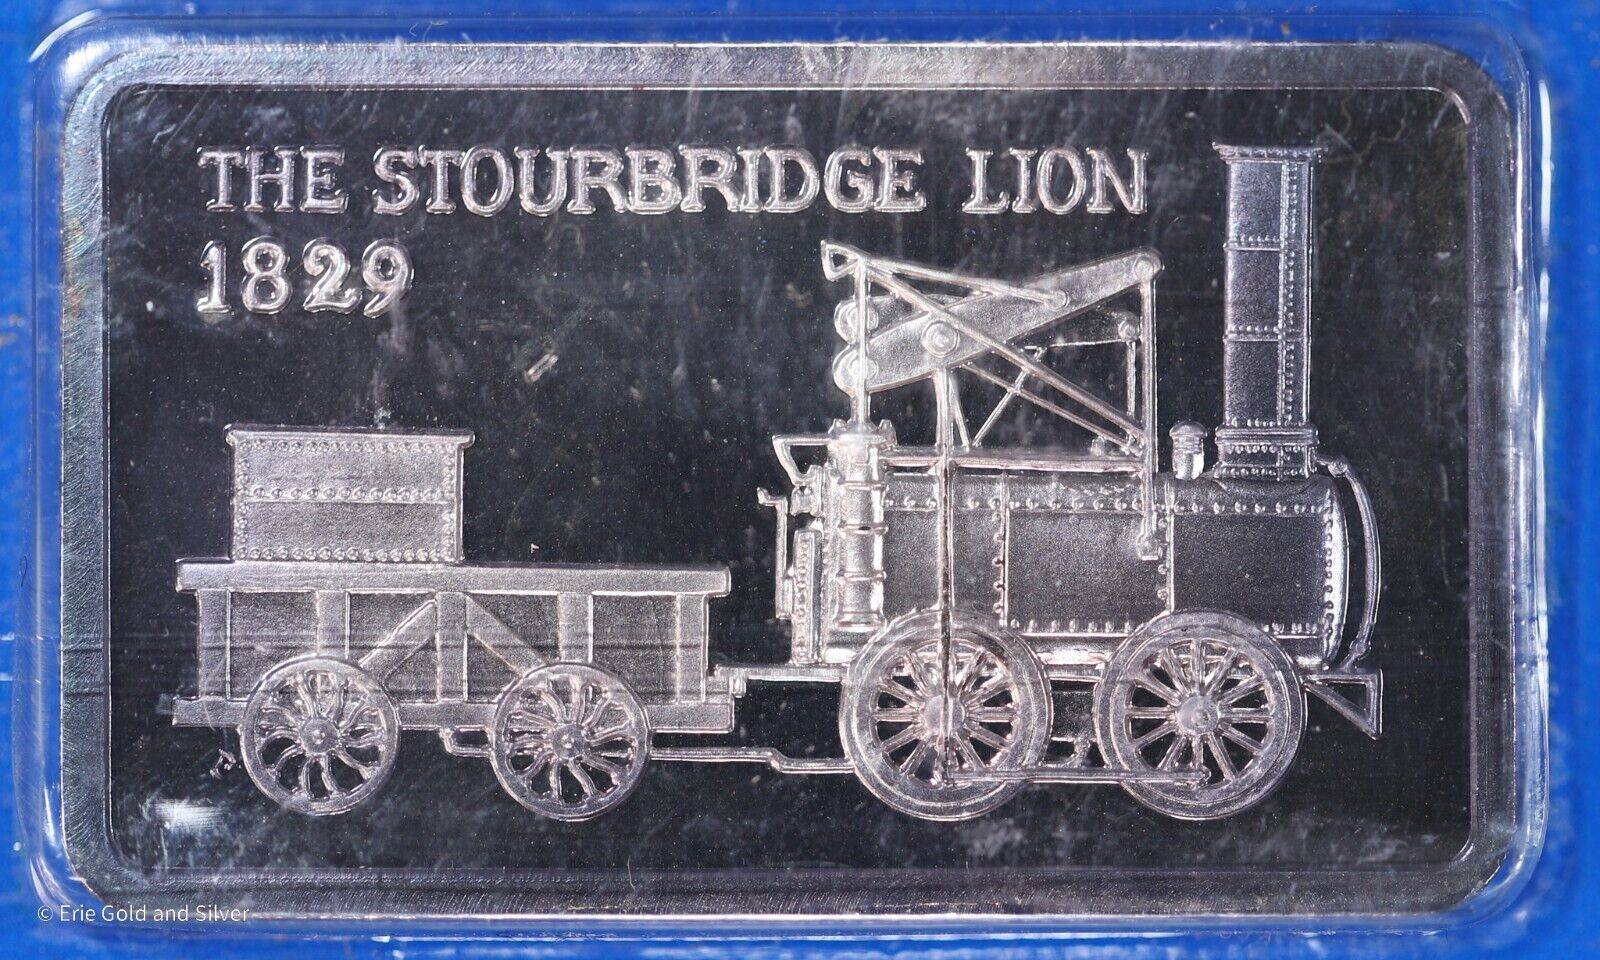 THE STOURBRIDGE LION
1829
© Erie Gold and Silver